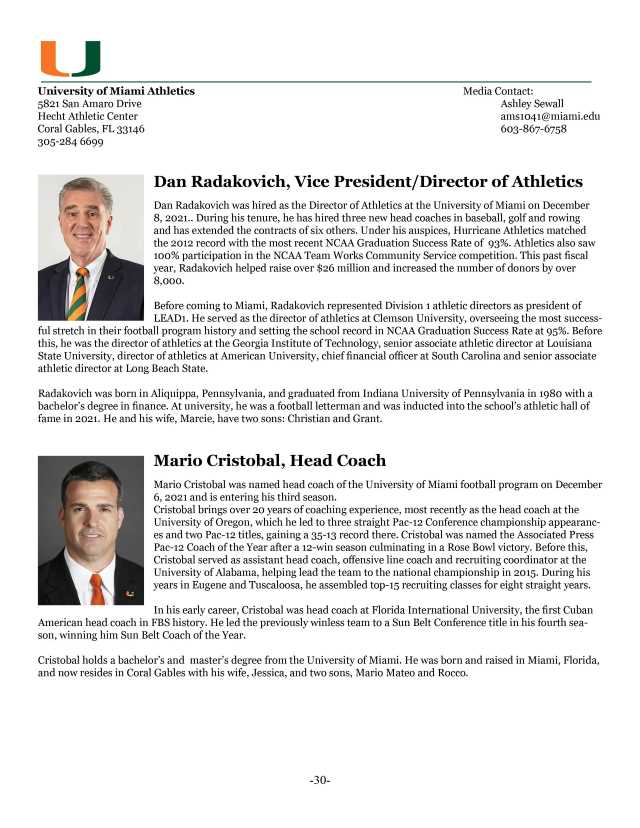 University of Miami Athletics
5821 San Amaro Drive
Hecht Athletic Center
Coral Gables, FL 33146
305-284 6699
Media Contact:
Ashley Sewall
ams1041@miami.edu
603-867-6758
Dan Radakovich, Vice President/Director of Athletics
Dan Radakovich was hired as the Director of Athletics at the University of Miami on December
8, 2021.. During his tenure, he has hired three new head coaches in baseball, golf and rowing
and has extended the contracts of six others. Under his auspices, Hurricane Athletics matched
the 2012 record with the most recent NCAA Graduation Success Rate of 93%. Athletics also saw
100% participation in the NCAA Team Works Community Service competition. This past fiscal
year, Radakovich helped raise over $26 million and increased the number of donors by over
8,000.
Before coming to Miami, Radakovich represented Division 1 athletic directors as president of
LEAD1. He served as the director of athletics at Clemson University, overseeing the most success-
ful stretch in their football program history and setting the school record in NCAA Graduation Success Rate at 95%. Before
this, he was the director of athletics at the Georgia Institute of Technology, senior associate athletic director at Louisiana
State University, director of athletics at American University, chief financial officer at South Carolina and senior associate
athletic director at Long Beach State.
Radakovich was born in Aliquippa, Pennsylvania, and graduated from Indiana University of Pennsylvania in 1980 with a
bachelor's degree in finance. At university, he was a football letterman and was inducted into the school's athletic hall of
fame in 2021. He and his wife, Marcie, have two sons: Christian and Grant.
Mario Cristobal, Head Coach
Mario Cristobal was named head coach of the University of Miami football program on December
6, 2021 and is entering his third season.
Cristobal brings over 20 years of coaching experience, most recently as the head coach at the
University of Oregon, which he led to three straight Pac-12 Conference championship appearanc-
es and two Pac-12 titles, gaining a 35-13 record there. Cristobal was named the Associated Press
Pac-12 Coach of the Year after a 12-win season culminating in a Rose Bowl victory. Before this,
Cristobal served as assistant head coach, offensive line coach and recruiting coordinator at the
University of Alabama, helping lead the team to the national championship in 2015. During his
years in Eugene and Tuscaloosa, he assembled top-15 recruiting classes for eight straight years.
In his early career, Cristobal was head coach at Florida International University, the first Cuban
American head coach in FBS history. He led the previously winless team to a Sun Belt Conference title in his fourth sea-
son, winning him Sun Belt Coach of the Year.
Cristobal holds a bachelor's and master's degree from the University of Miami. He was born and raised in Miami, Florida,
and now resides in Coral Gables with his wife, Jessica, and two sons, Mario Mateo and Rocco.
-30-